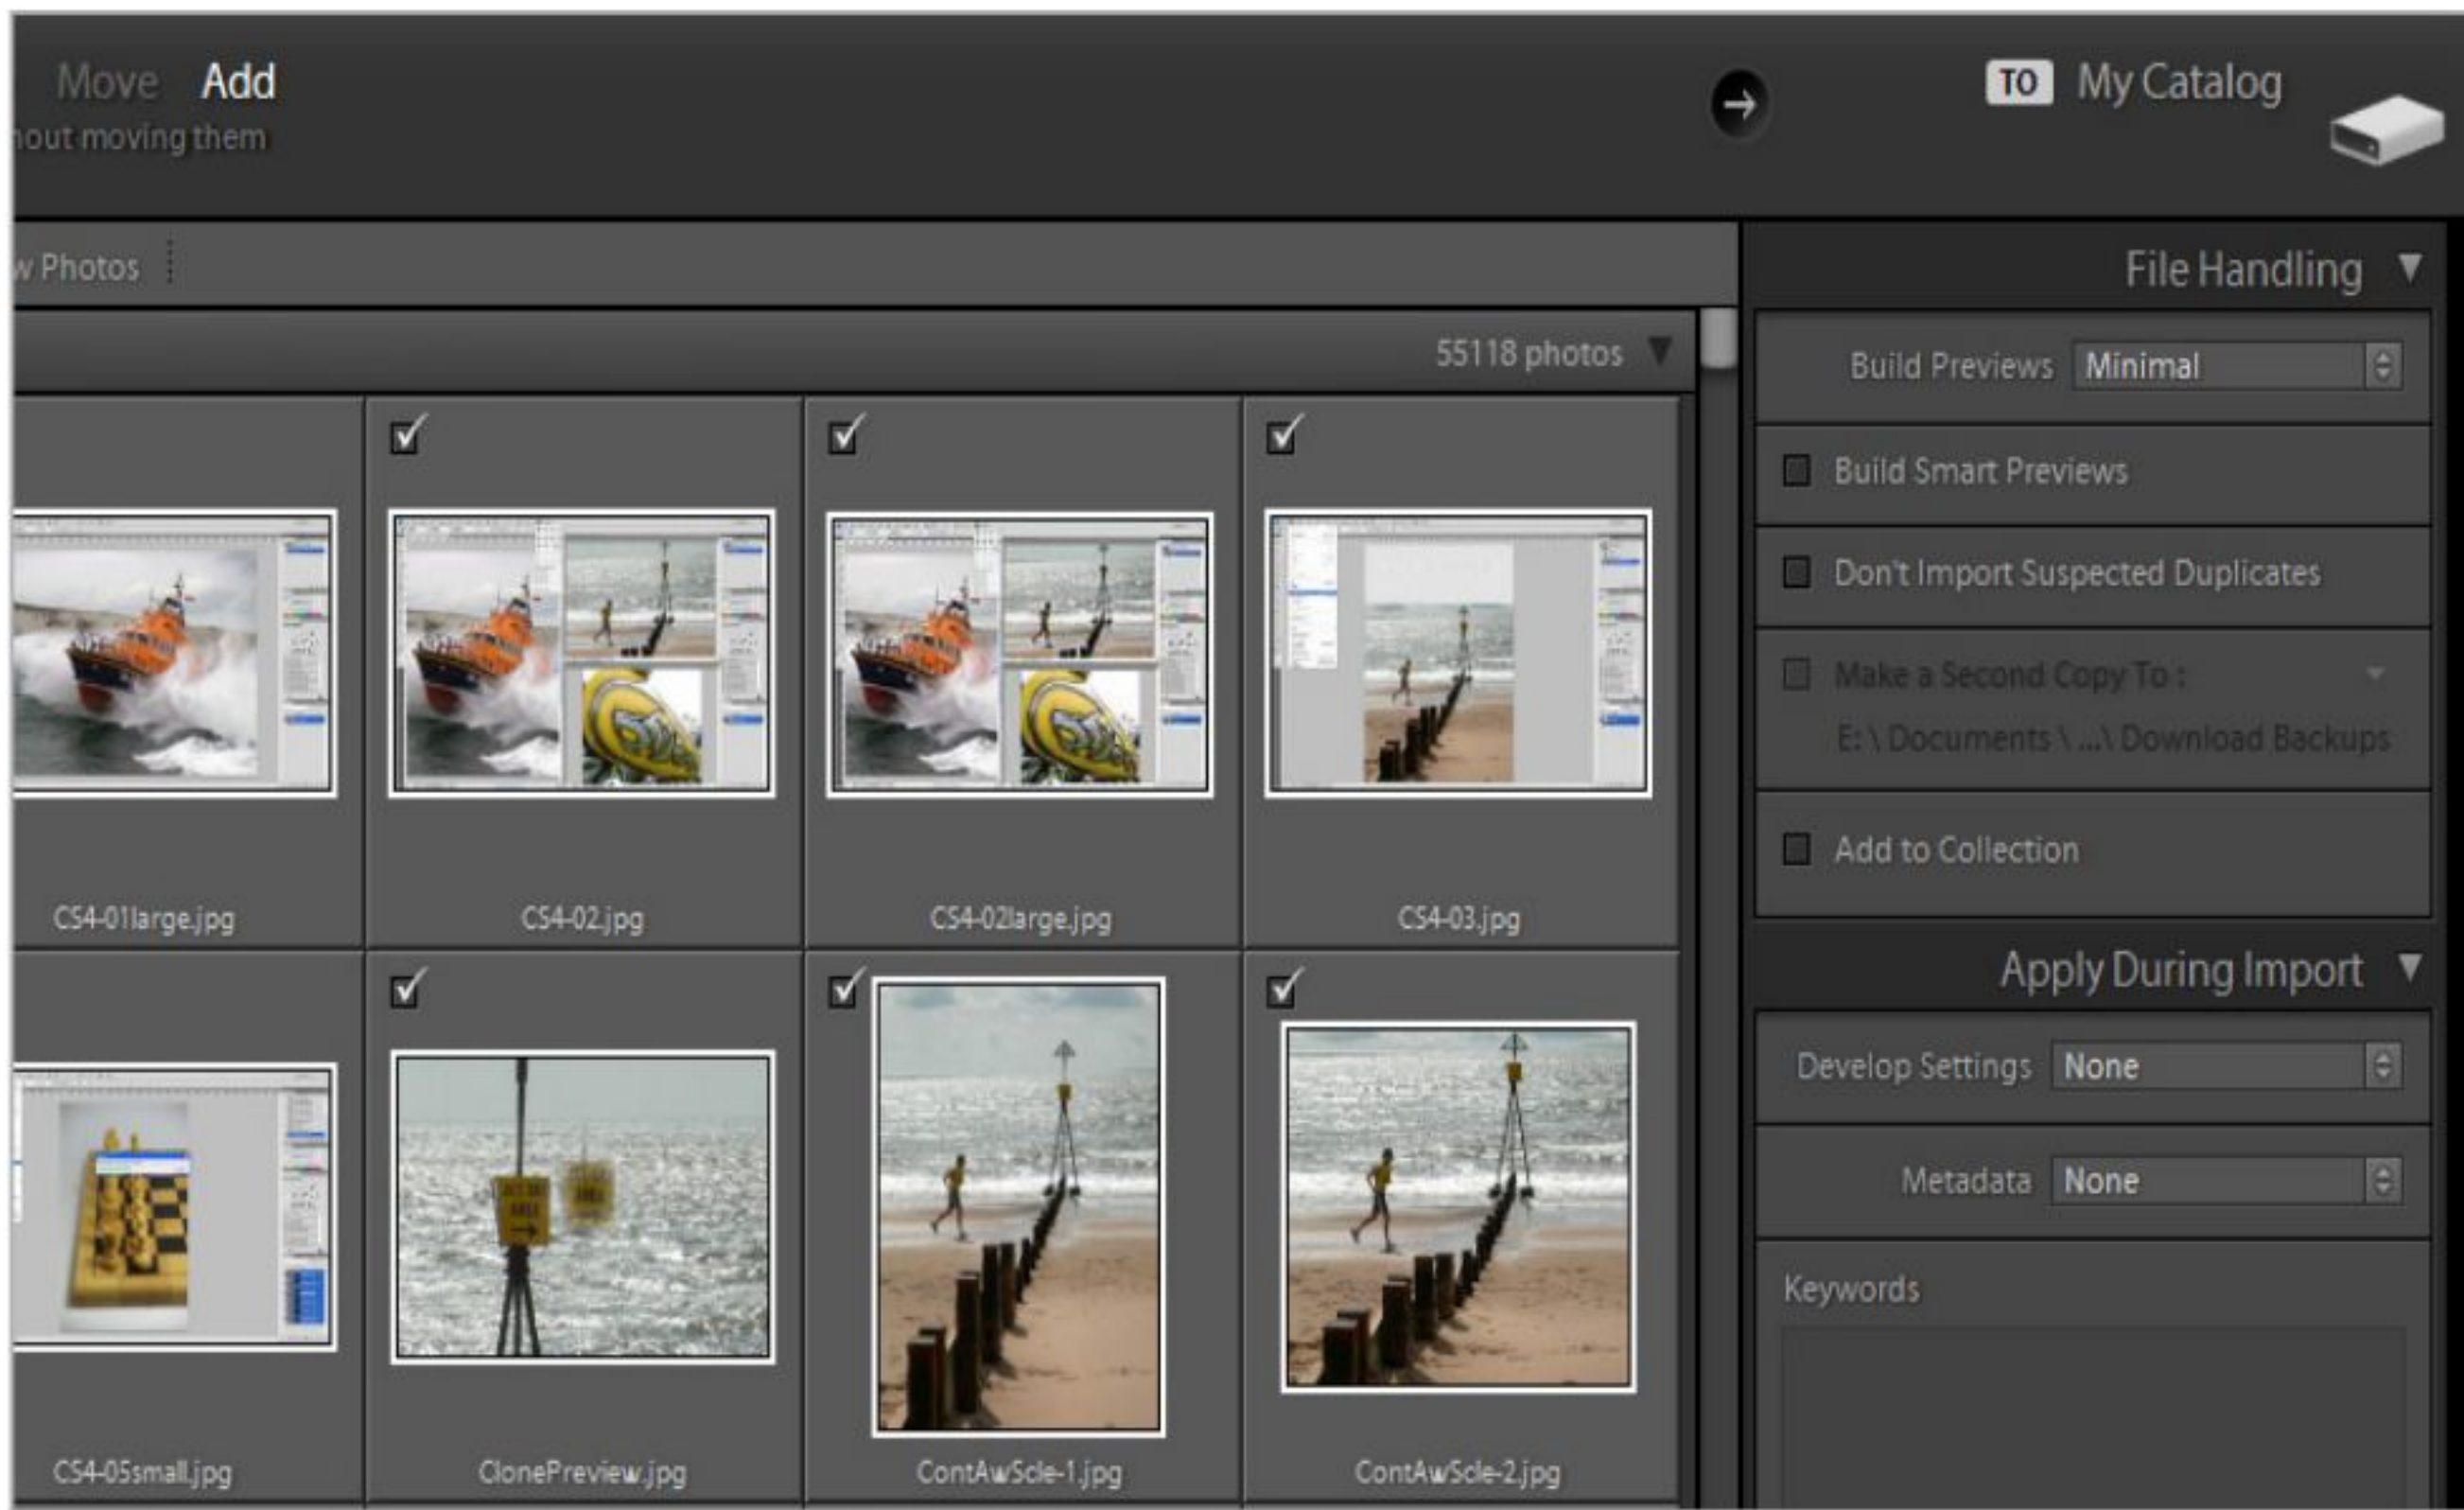 Move Add
hout moving them
TO My Catalog
w Photos
55118 photos
File Handling
Build Previews Minimal
Build Smart Previews
Don't Import Suspected Duplicates
Make a Second Copy To :
E: \ Documents \ ...\ Download Backups
Add to Collection
CS4-01large.jpg
CS4-02.jpg
CS4-02large.jpg
CS4-03.jpg
Apply During Import
Develop Settings None
Metadata None
Keywords
CS4-05small.jpg
ClonePreview.jpg
ContAwScle-1.jpg
ContAwScle-2.jpg